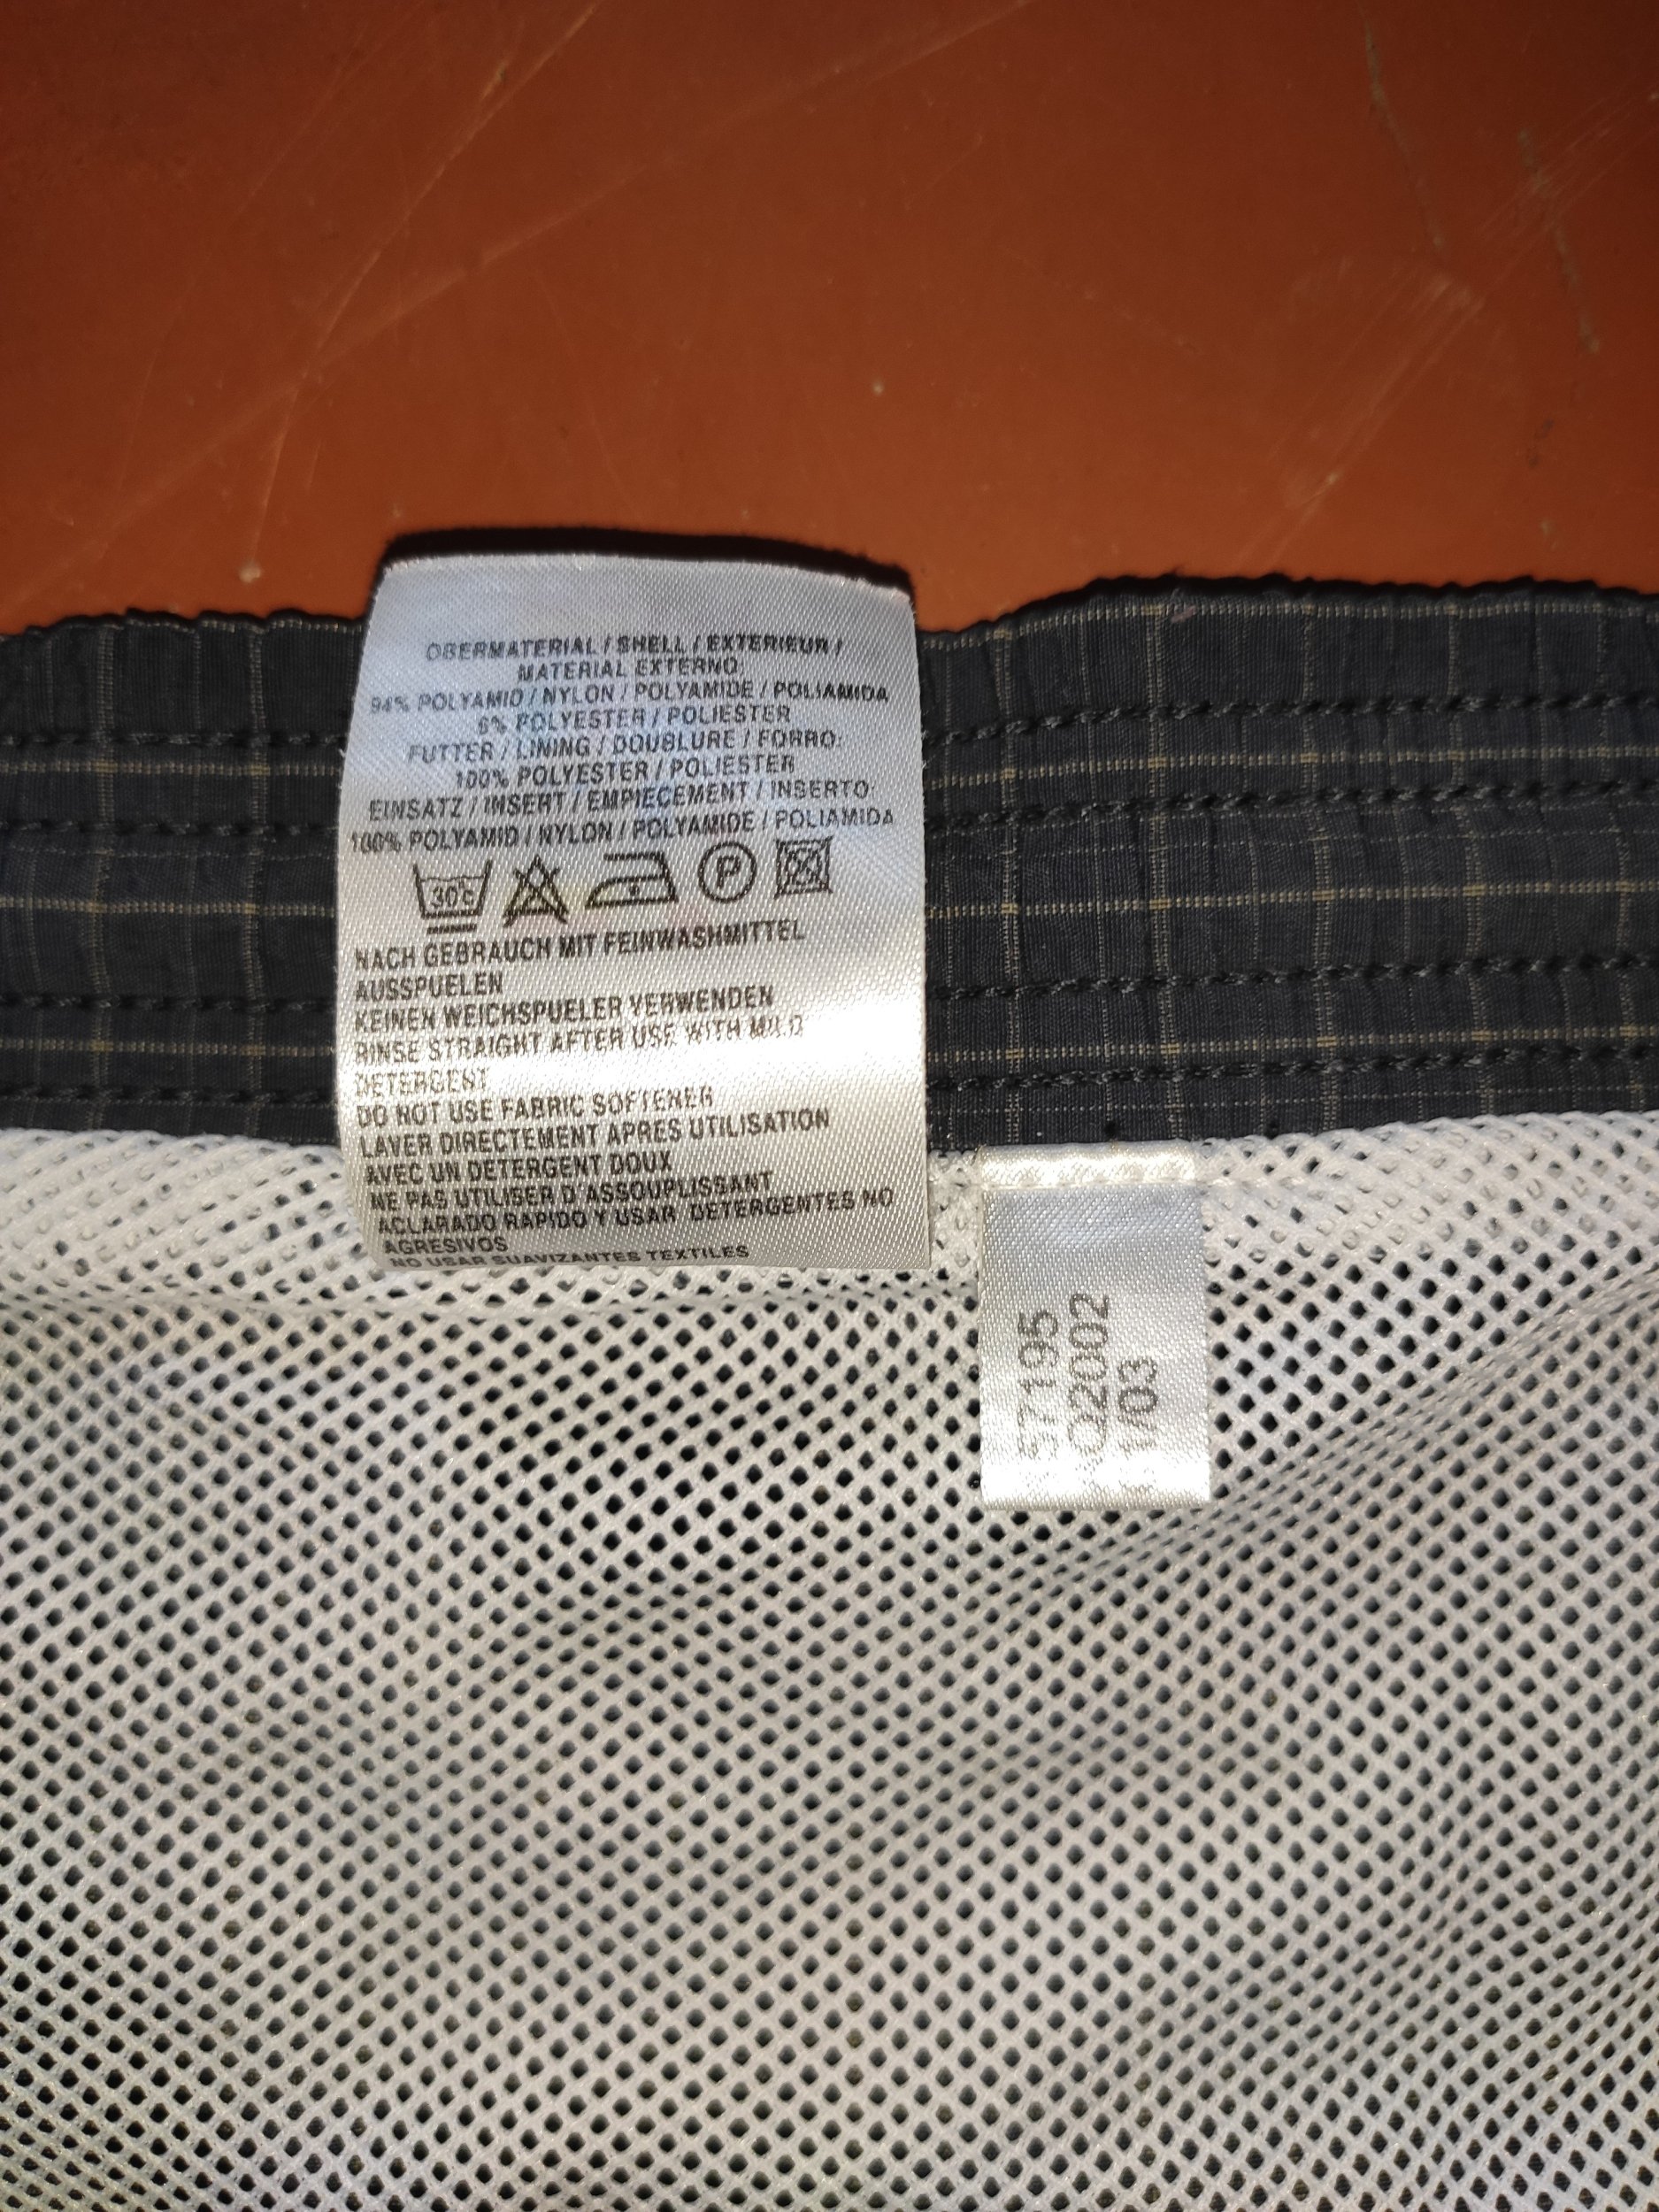 OBERMATERIAL / SHELL / EXTERIEUR /
MATERIAL EXTERNO:
94% POLYAMID / NYLON / POLYAMIDE / POLIAMIDA
6% POLYESTER / POLIESTER
FUTTER / LINING / DOUBLURE / FORRO:
100% POLYESTER / POLIESTER
EINSATZ / INSERT / EMPIECEMENT / INSERTO:
100% POLYAMID / NYLON / POLYAMIDE / POLIAMIDA
30°c P
NACH GEBRAUCH MIT FEINWASHMITTEL
AUSSPUELEN
KEINEN WEICHSPUELER VERWENDEN
RINSE STRAIGHT AFTER USE WITH MILD
DETERGENT
DO NOT USE FABRIC SOFTENER
LAVER DIRECTEMENT APRES UTILISATION
AVEC UN DETERGENT DOUX
NE PAS UTILISER D'ASSOUPLISSANT
ACLARADO RAPIDO Y USAR DETERGENTES NO
AGRESIVOS
NO USAR SUAVIZANTES TEXTILES
57195
Q2002
1/03